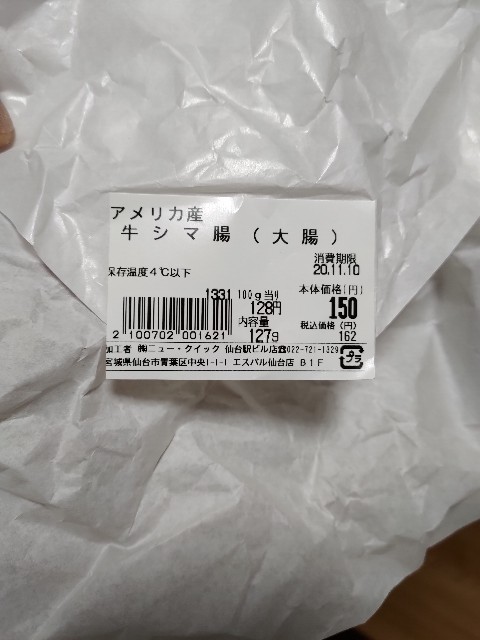 アメリカ産
牛シマ腸(大腸)
消費期限
20.11.10
保存温度4℃以下
1331 100g当り 本体価格(円)
128円 150
内容量 税込価格(円)
2 100702 001621 127g 162
加工者 ㈱ニュー・クイック 仙台駅ビル店☎022-721-1329
宮城県仙台市青葉区中央1-1-1 エスパル仙台店 B1F
プラ